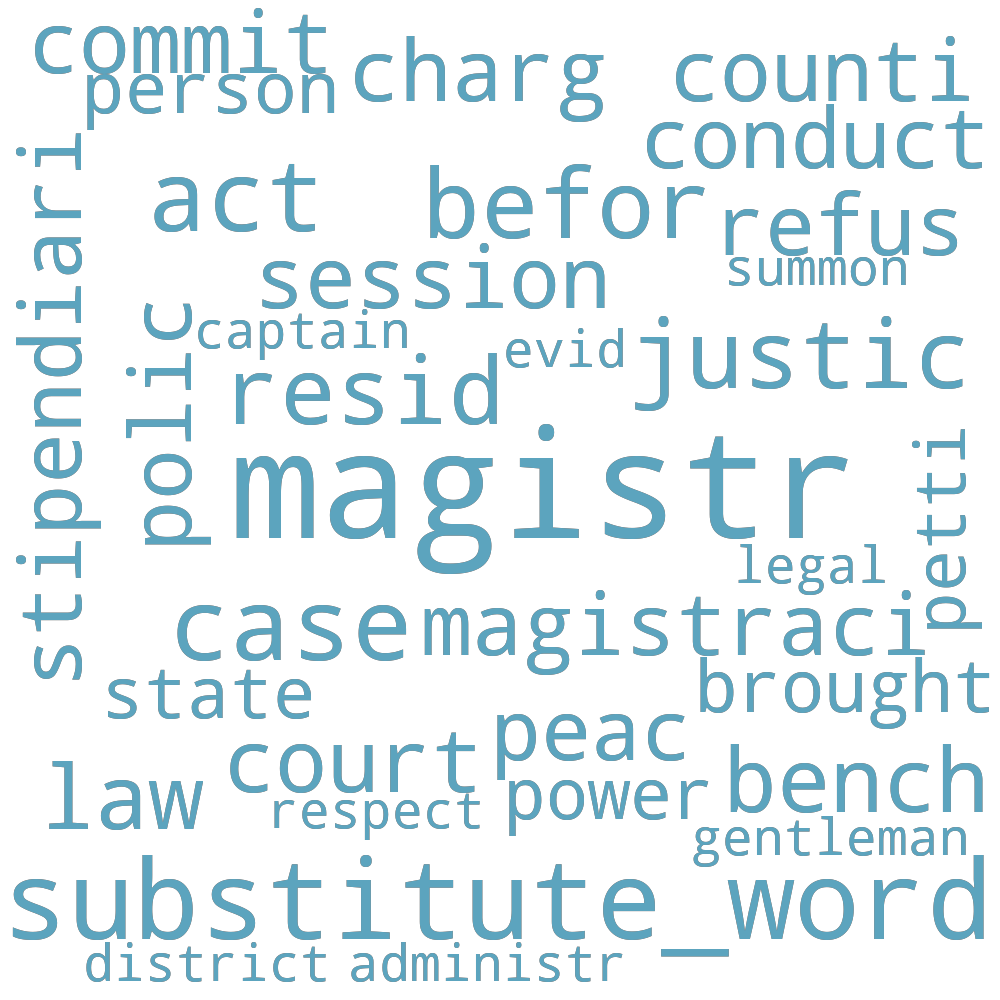 commit
person
charg
counti
conduct
act
befor
refus
summon
session
stipendiari
polic
captain
evid
justic
resid
magistr
petti
legal
case
magistraci
state
brought
peac
court
law
respect
power
bench
gentleman
substitute_word
district
administr